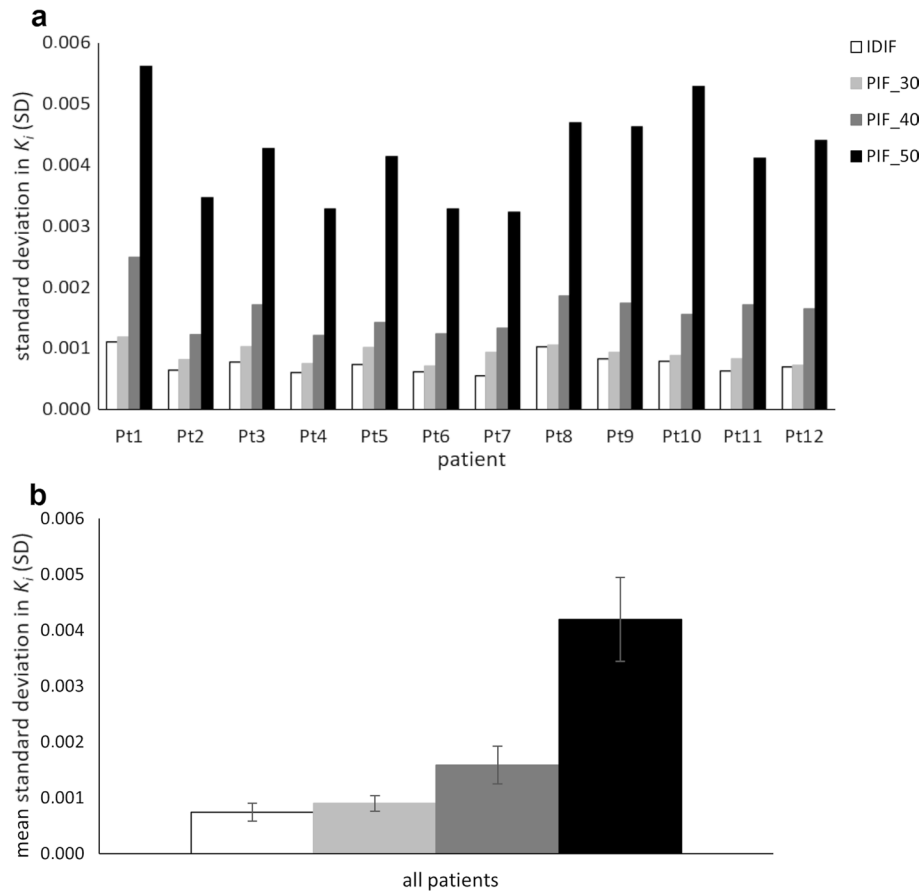 a
standard deviation in Ki (SD)
0.006
0.005
0.004
0.003
0.002
0.001
0.000
Pt1 Pt2 Pt3 Pt4 Pt5 Pt6 Pt7 Pt8 Pt9 Pt10 Pt11 Pt12
patient
IDIF
PIF_30
PIF_40
PIF_50
b
mean standard deviation in Ki (SD)
0.006
0.005
0.004
0.003
0.002
0.001
0.000
all patients